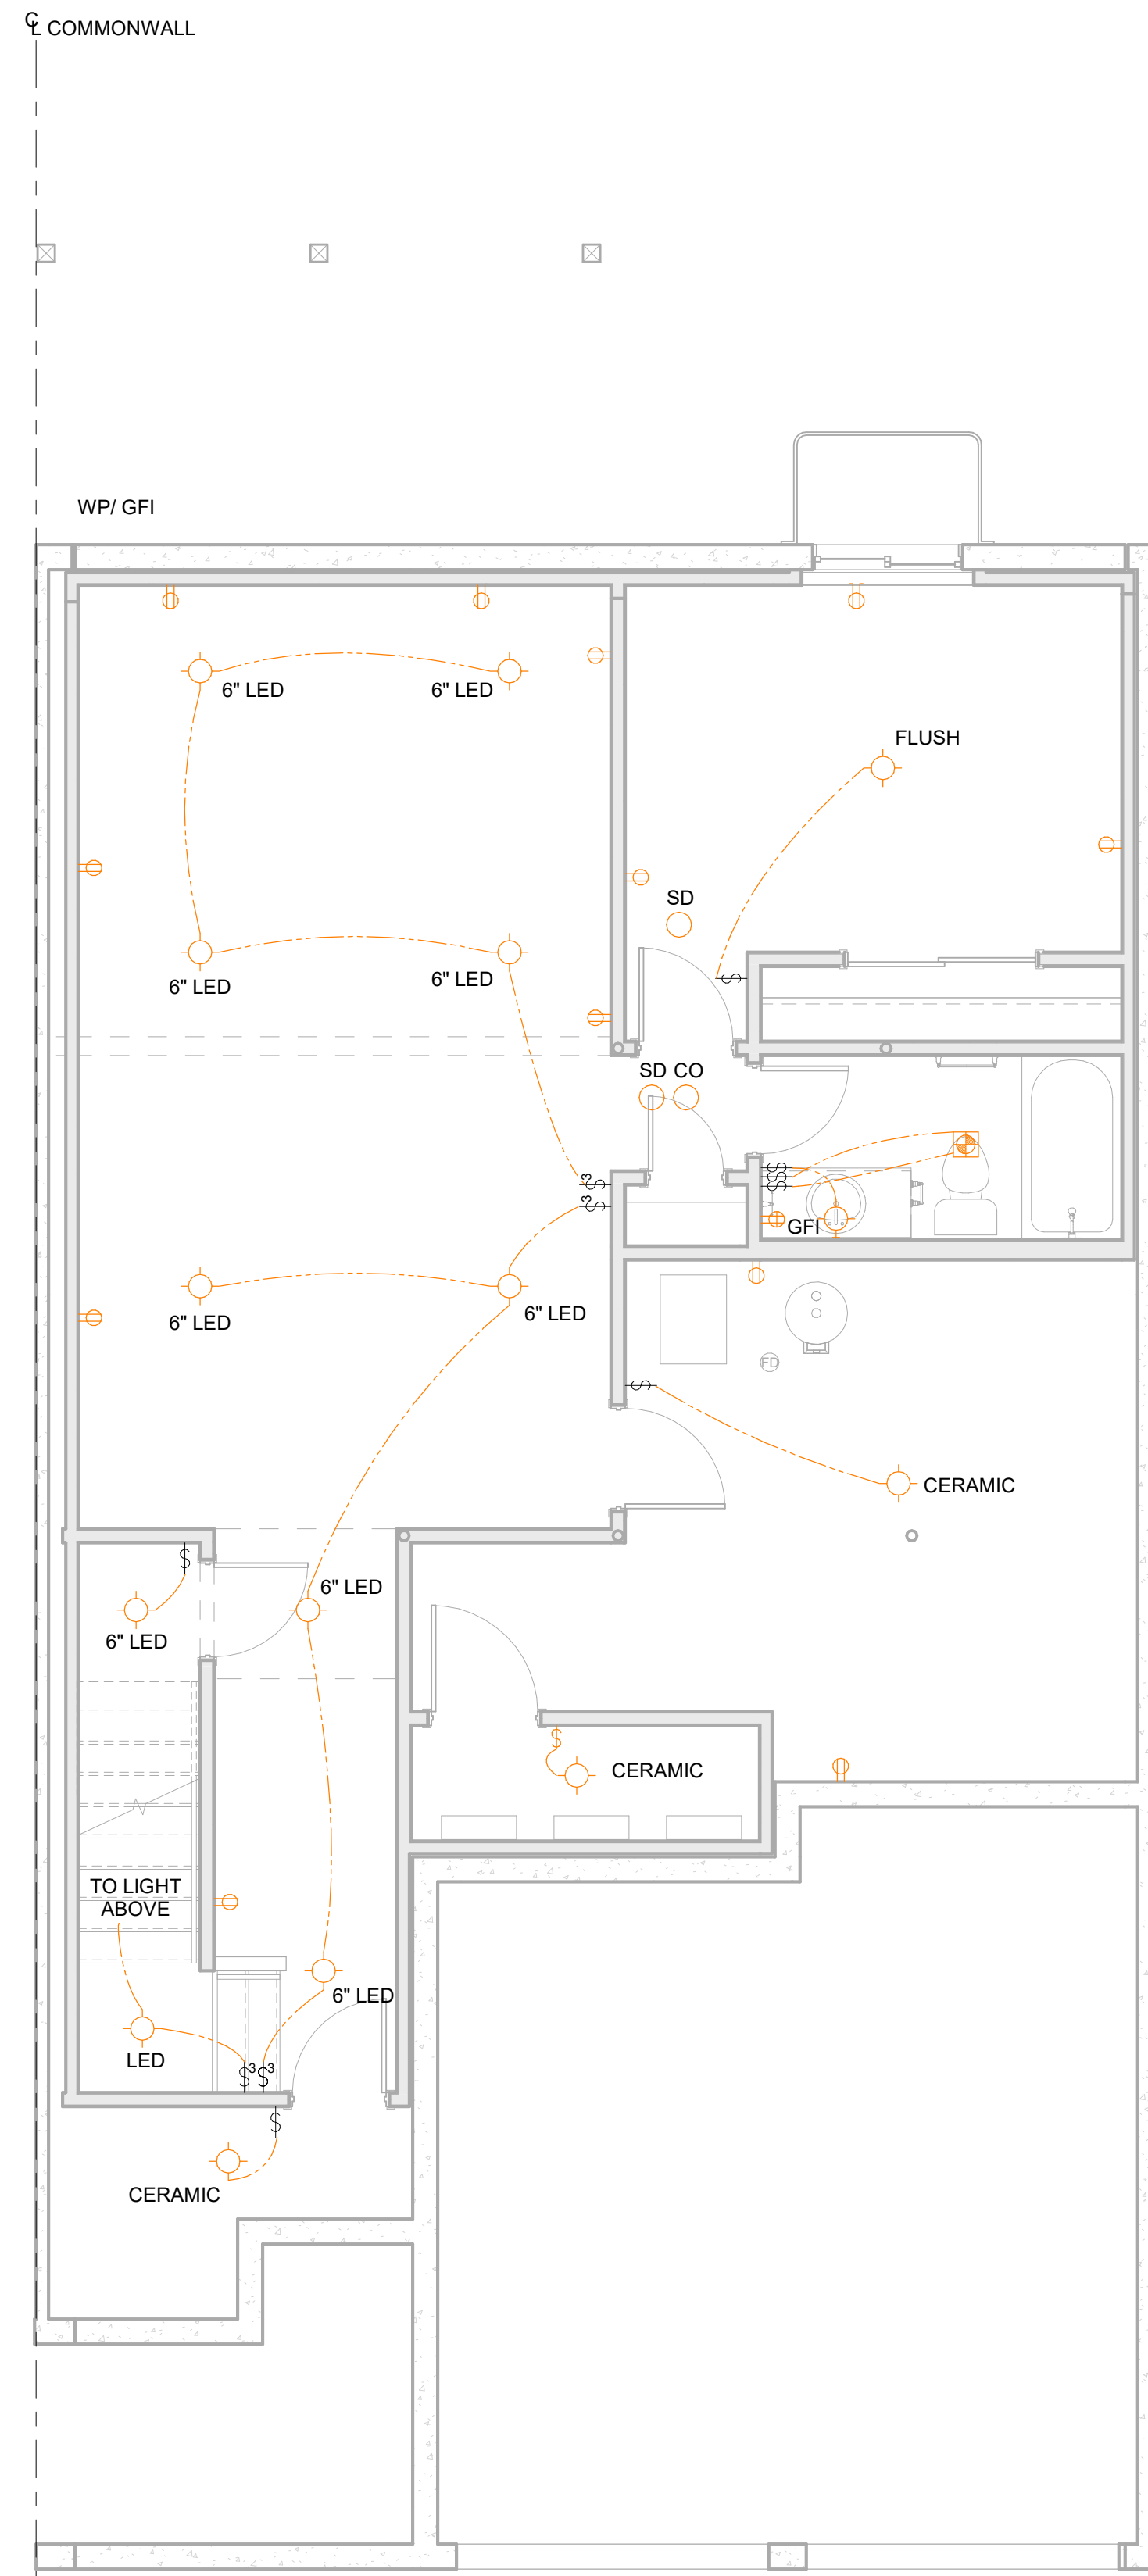 ℄ COMMONWALL
WP/ GFI
6" LED
6" LED
FLUSH
SD
6" LED
6" LED
SD CO
$
$3
$3
$
$
$
GFI
6" LED
6" LED
FD
$
CERAMIC
$
6" LED
6" LED
$
CERAMIC
TO LIGHT
ABOVE
6" LED
LED
$3 $3
$
CERAMIC